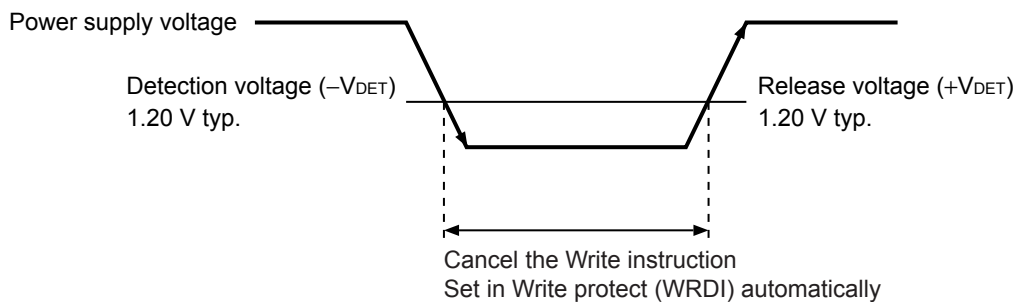 Power supply voltage
Detection voltage (−VDET)
1.20 V typ.
Release voltage (+VDET)
1.20 V typ.
Cancel the Write instruction
Set in Write protect (WRDI) automatically